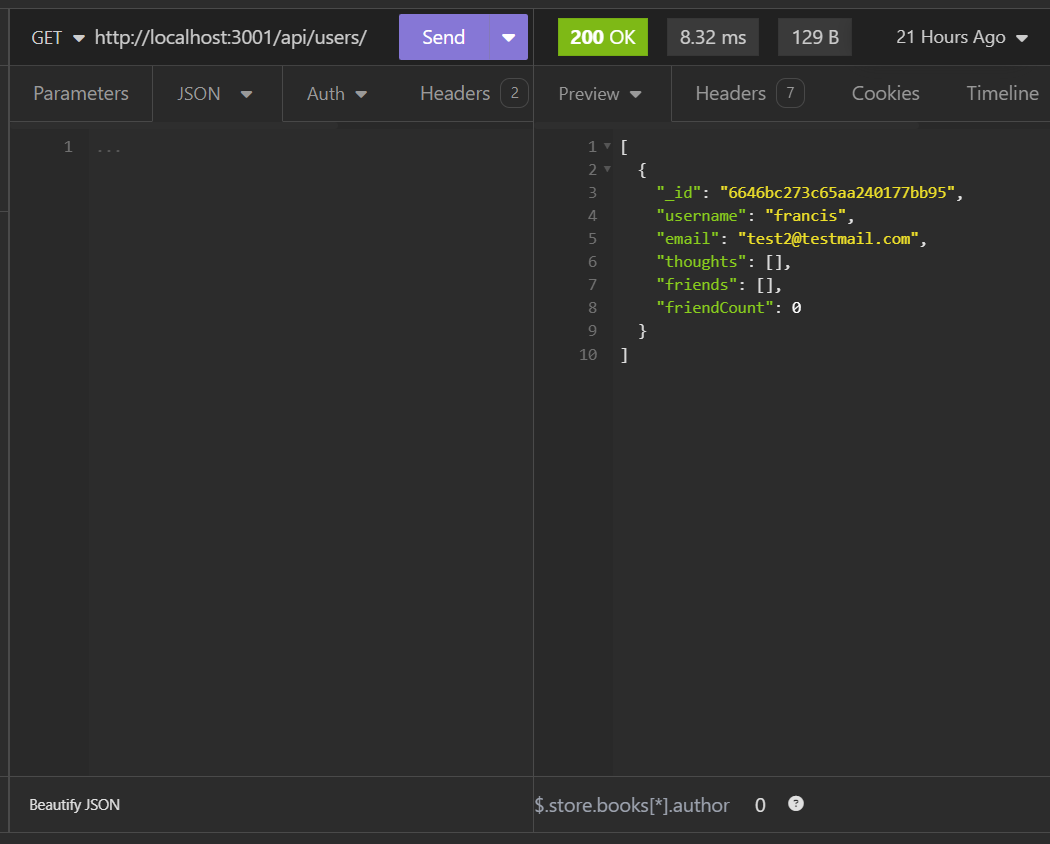 GET http://localhost:3001/api/users/ Send 200 OK 8.32 ms 129 B 21 Hours Ago
Parameters JSON Auth Headers 2 Preview Headers 7 Cookies Timeline
1 ...
1 [
2 {
3 "_id": "6646bc273c65aa240177bb95",
4 "username": "francis",
5 "email": "test2@testmail.com",
6 "thoughts": [],
7 "friends": [],
8 "friendCount": 0
9 }
10 ]
Beautify JSON $.store.books[*].author 0 ?